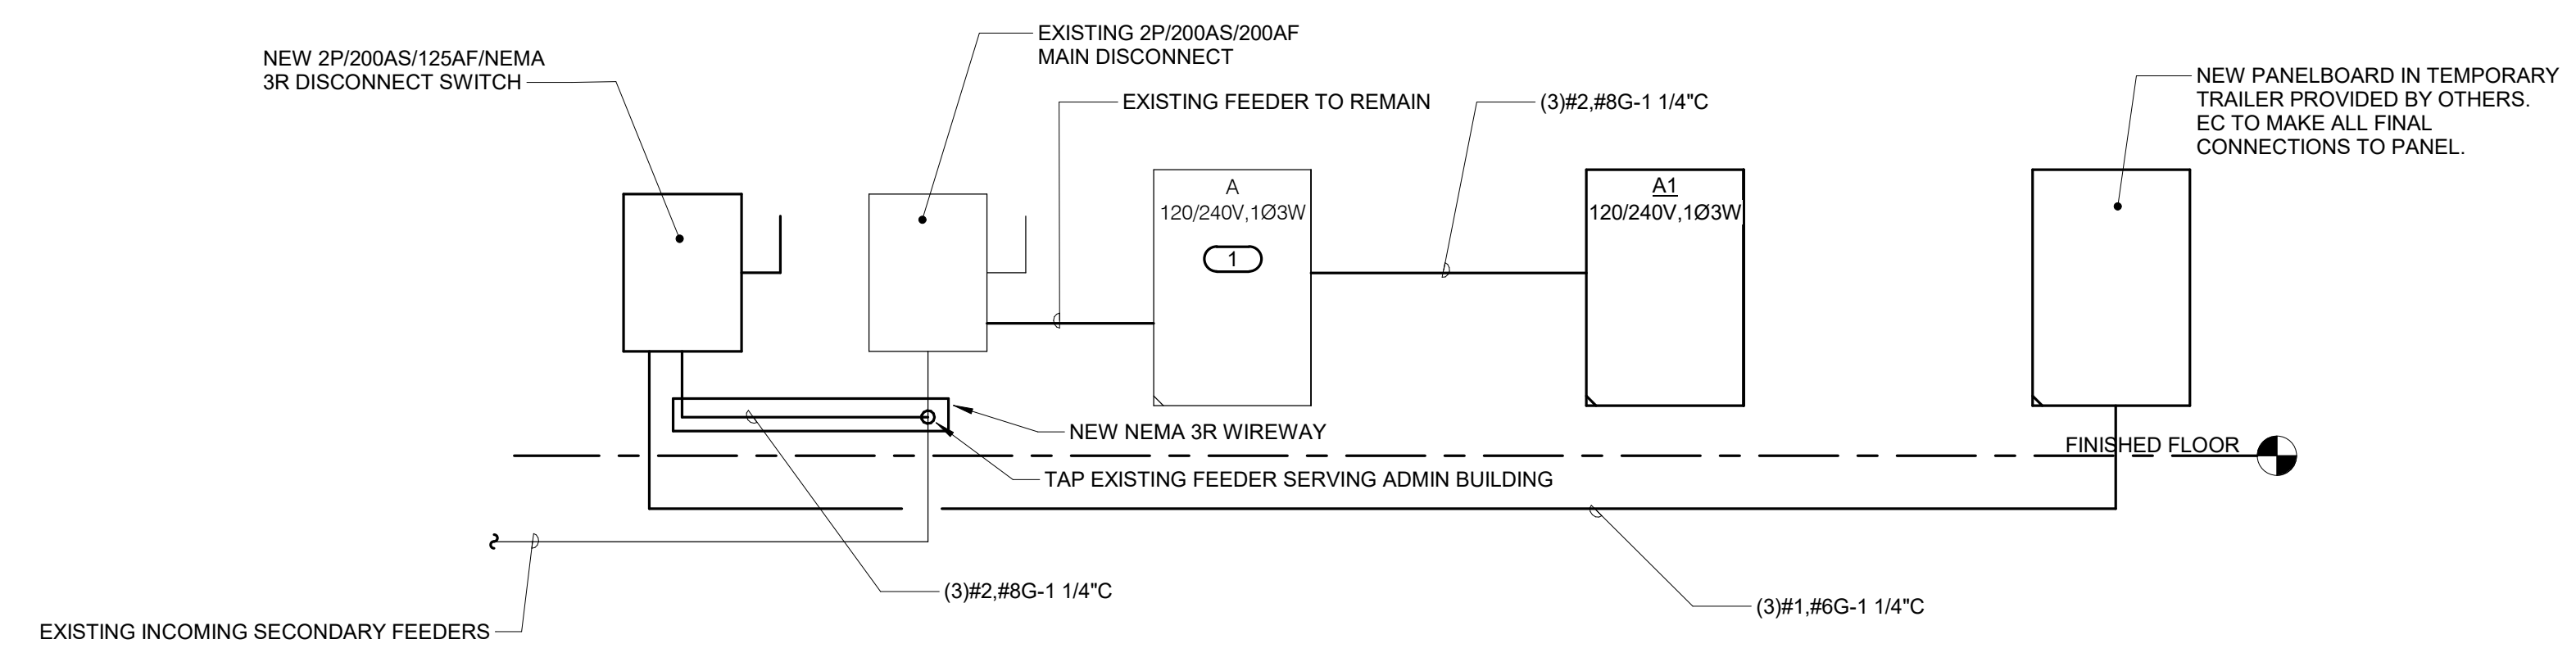 NEW 2P/200AS/125AF/NEMA
3R DISCONNECT SWITCH
EXISTING 2P/200AS/200AF
MAIN DISCONNECT
EXISTING FEEDER TO REMAIN
(3)#2,#8G-1 1/4"C
NEW PANELBOARD IN TEMPORARY
TRAILER PROVIDED BY OTHERS.
EC TO MAKE ALL FINAL
CONNECTIONS TO PANEL.
A
120/240V,1Ø3W
1
A1
120/240V,1Ø3W
NEW NEMA 3R WIREWAY
FINISHED FLOOR
TAP EXISTING FEEDER SERVING ADMIN BUILDING
(3)#2,#8G-1 1/4"C
(3)#1,#6G-1 1/4"C
EXISTING INCOMING SECONDARY FEEDERS